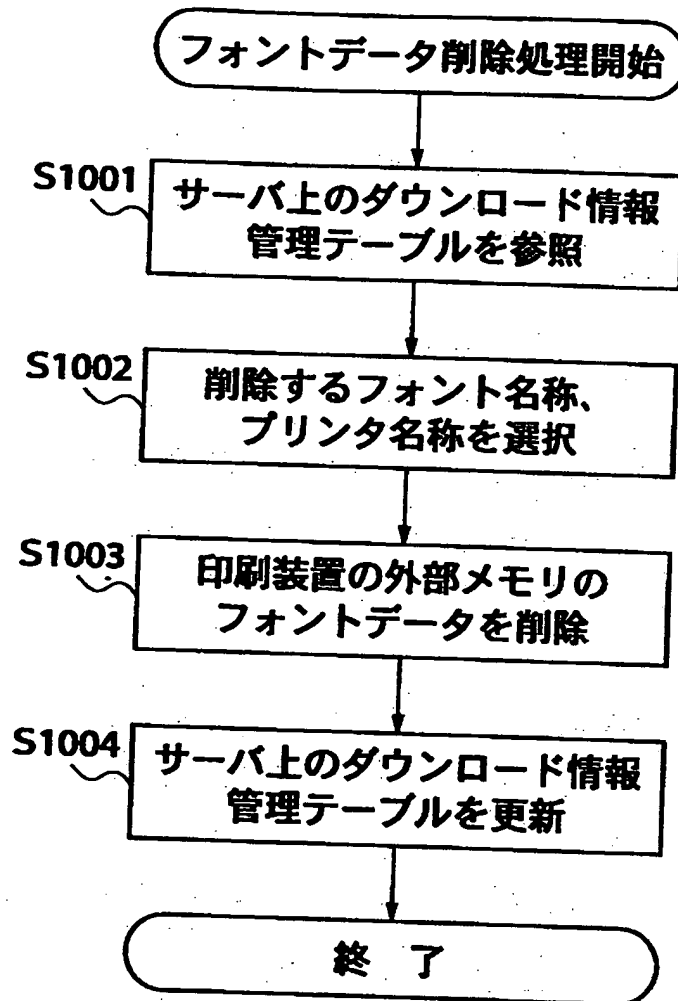 フォントデータ削除処理開始
S1001
サーバ上のダウンロード情報
管理テーブルを参照
S1002
削除するフォント名称、
プリンタ名称を選択
S1003
印刷装置の外部メモリの
フォントデータを削除
S1004
サーバ上のダウンロード情報
管理テーブルを更新
終 了